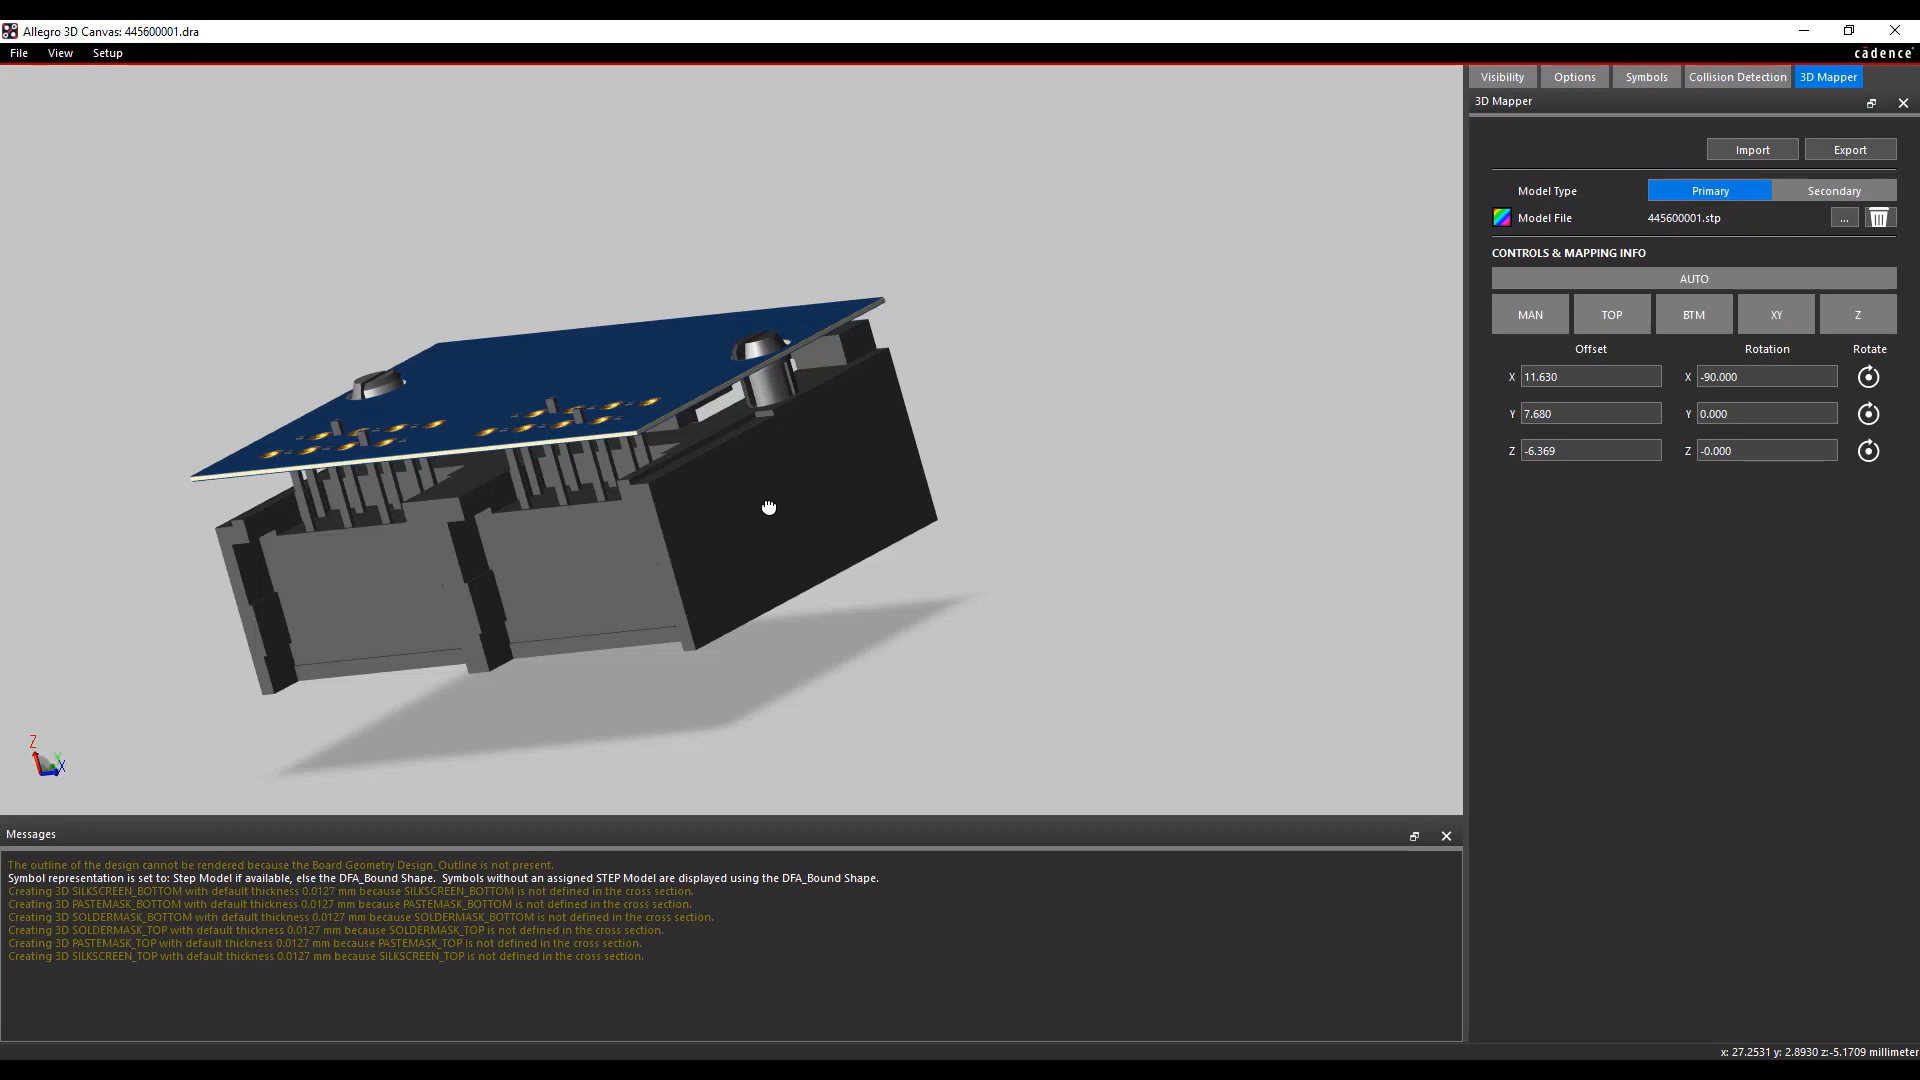 Allegro 3D Canvas: 445600001.dra
File View Setup
cādence
Visibility Options Symbols Collision Detection 3D Mapper
3D Mapper
Import Export
Model Type Primary Secondary
Model File 445600001.stp ...
CONTROLS & MAPPING INFO
AUTO
MAN TOP BTM XY Z
Offset Rotation Rotate
X 11.630 X -90.000
Y 7.680 Y 0.000
Z -6.369 Z -0.000
Z
Y
X
Messages
The outline of the design cannot be rendered because the Board Geometry Design_Outline is not present.
Symbol representation is set to: Step Model if available, else the DFA_Bound Shape. Symbols without an assigned STEP Model are displayed using the DFA_Bound Shape.
Creating 3D SILKSCREEN_BOTTOM with default thickness 0.0127 mm because SILKSCREEN_BOTTOM is not defined in the cross section.
Creating 3D PASTEMASK_BOTTOM with default thickness 0.0127 mm because PASTEMASK_BOTTOM is not defined in the cross section.
Creating 3D SOLDERMASK_BOTTOM with default thickness 0.0127 mm because SOLDERMASK_BOTTOM is not defined in the cross section.
Creating 3D SOLDERMASK_TOP with default thickness 0.0127 mm because SOLDERMASK_TOP is not defined in the cross section.
Creating 3D PASTEMASK_TOP with default thickness 0.0127 mm because PASTEMASK_TOP is not defined in the cross section.
Creating 3D SILKSCREEN_TOP with default thickness 0.0127 mm because SILKSCREEN_TOP is not defined in the cross section.
x: 27.2531 y: 2.8930 z:-5.1709 millimeter